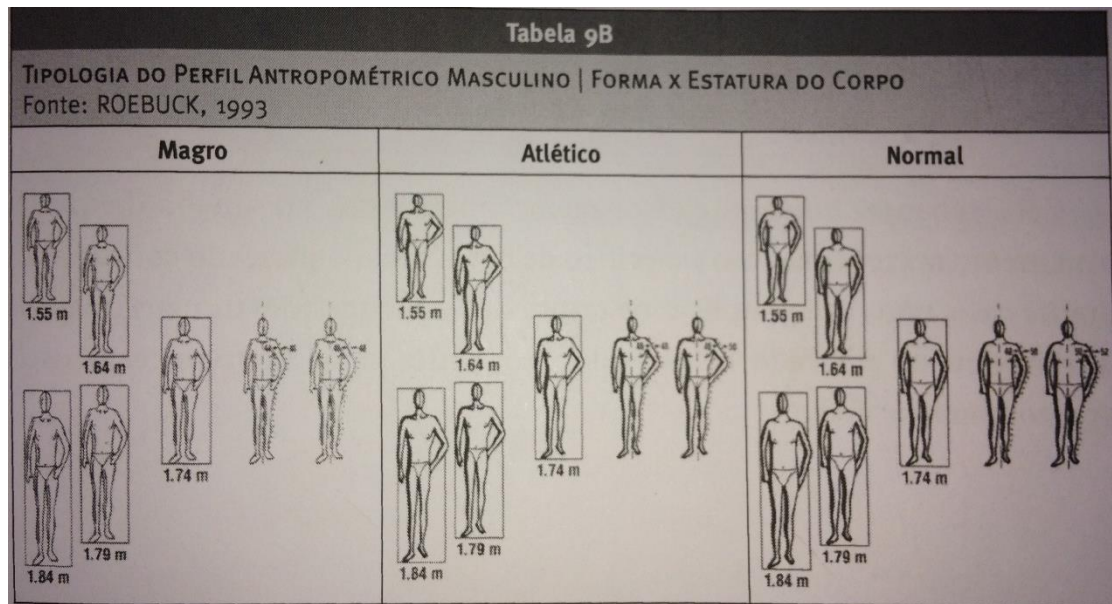 Tabela 9B
TIPOLOGIA DO PERFIL ANTROPOMÉTRICO MASCULINO | FORMA X ESTATURA DO CORPO
Fonte: ROEBUCK, 1993
Magro
Atlético
Normal
1.55 m
1.64 m
1.74 m
1.84 m
1.79 m
1.55 m
1.64 m
1.74 m
1.84 m
1.79 m
1.55 m
1.64 m
1.74 m
1.84 m
1.79 m